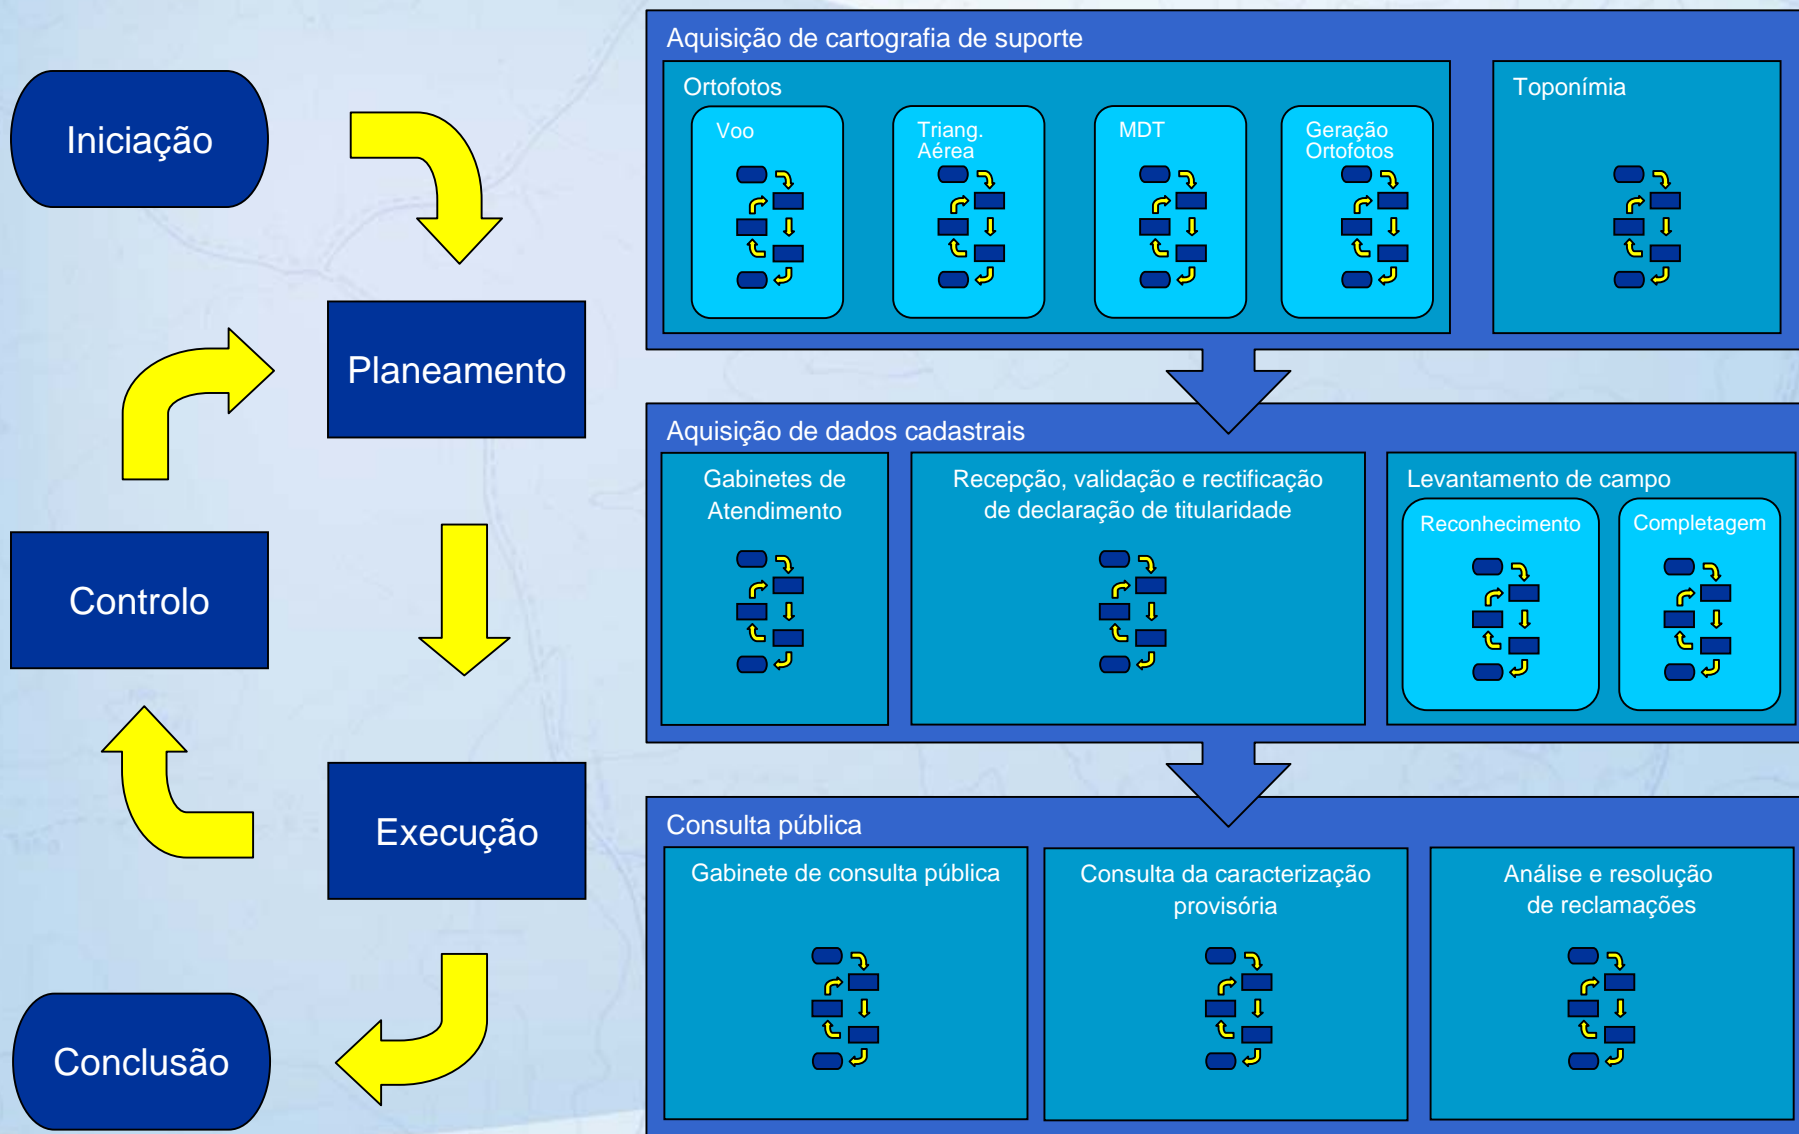 Iniciação
Planeamento
Controlo
Execução
Conclusão
Aquisição de cartografia de suporte
Ortofotos
Voo
Triang.
Aérea
MDT
Geração
Ortofotos
Toponímia
Aquisição de dados cadastrais
Gabinetes de
Atendimento
Recepção, validação e rectificação
de declaração de titularidade
Levantamento de campo
Reconhecimento
Completagem
Consulta pública
Gabinete de consulta pública
Consulta da caracterização
provisória
Análise e resolução
de reclamações